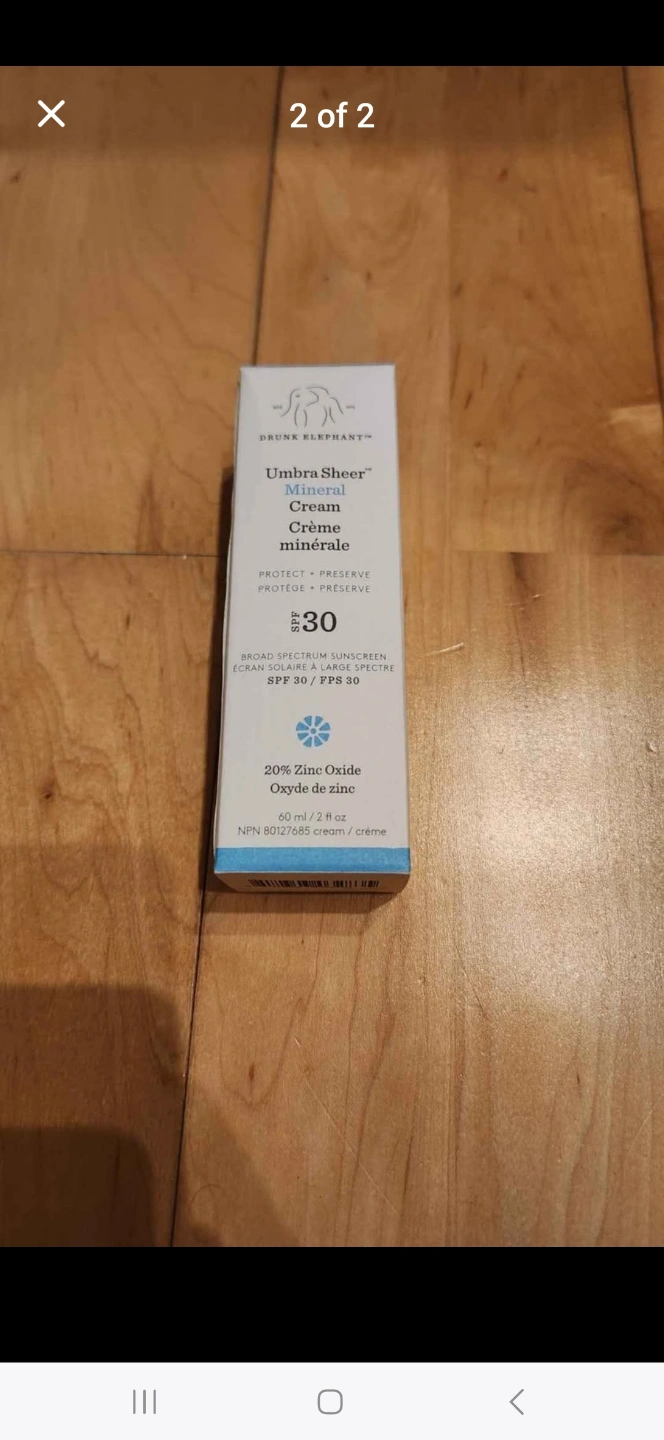 2 of 2
DRUNK ELEPHANT™
Umbra Sheer™
Mineral
Cream
Crème
minérale
PROTECT + PRESERVE
PROTÈGE + PRÉSERVE
SPF 30
BROAD SPECTRUM SUNSCREEN
ÉCRAN SOLAIRE À LARGE SPECTRE
SPF 30 / FPS 30
20% Zinc Oxide
Oxyde de zinc
60 ml / 2 fl oz
NPN 80127685 cream / crème